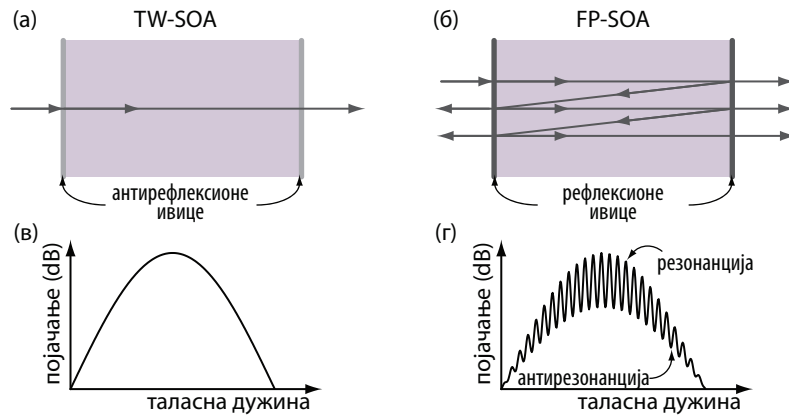 (а) TW-SOA
(б) FP-SOA
антирефлексионе
ивице
рефлексионе
ивице
(в)
појачање (dB)
таласна дужина
(г)
појачање (dB)
резонанција
антирезонанција
таласна дужина